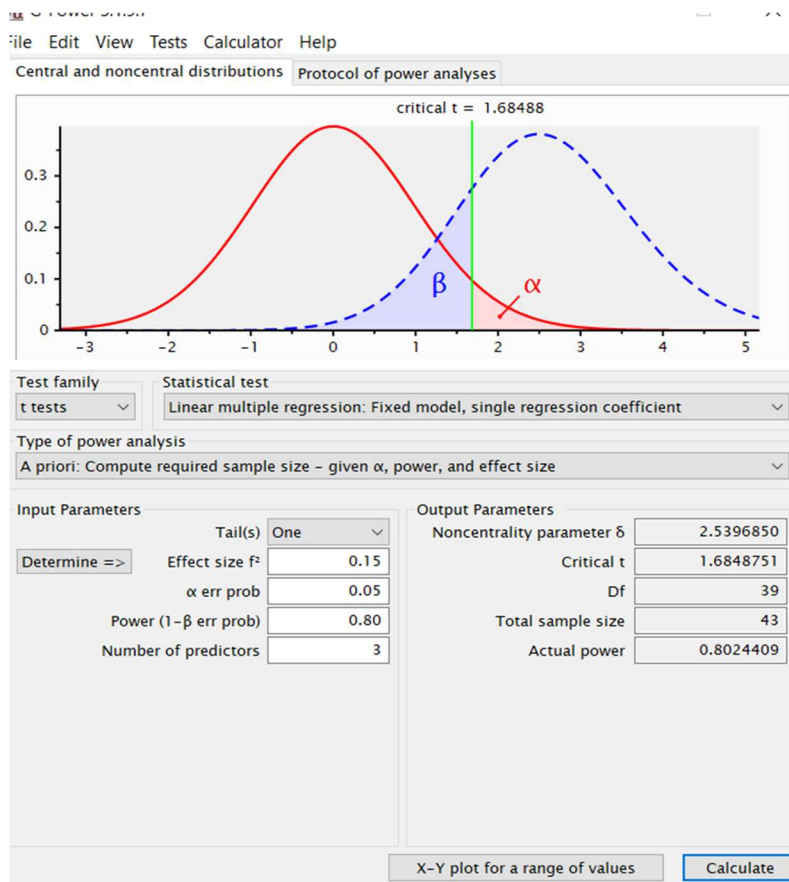 File Edit View Tests Calculator Help
Central and noncentral distributions Protocol of power analyses
critical t = 1.68488
0.3
0.2
0.1
0
β α
-3 -2 -1 0 1 2 3 4 5
Test family Statistical test
t tests Linear multiple regression: Fixed model, single regression coefficient
Type of power analysis
A priori: Compute required sample size – given α, power, and effect size
Input Parameters Output Parameters
Tail(s) One Noncentrality parameter δ 2.5396850
Determine => Effect size f² 0.15 Critical t 1.6848751
α err prob 0.05 Df 39
Power (1-β err prob) 0.80 Total sample size 43
Number of predictors 3 Actual power 0.8024409
X-Y plot for a range of values Calculate